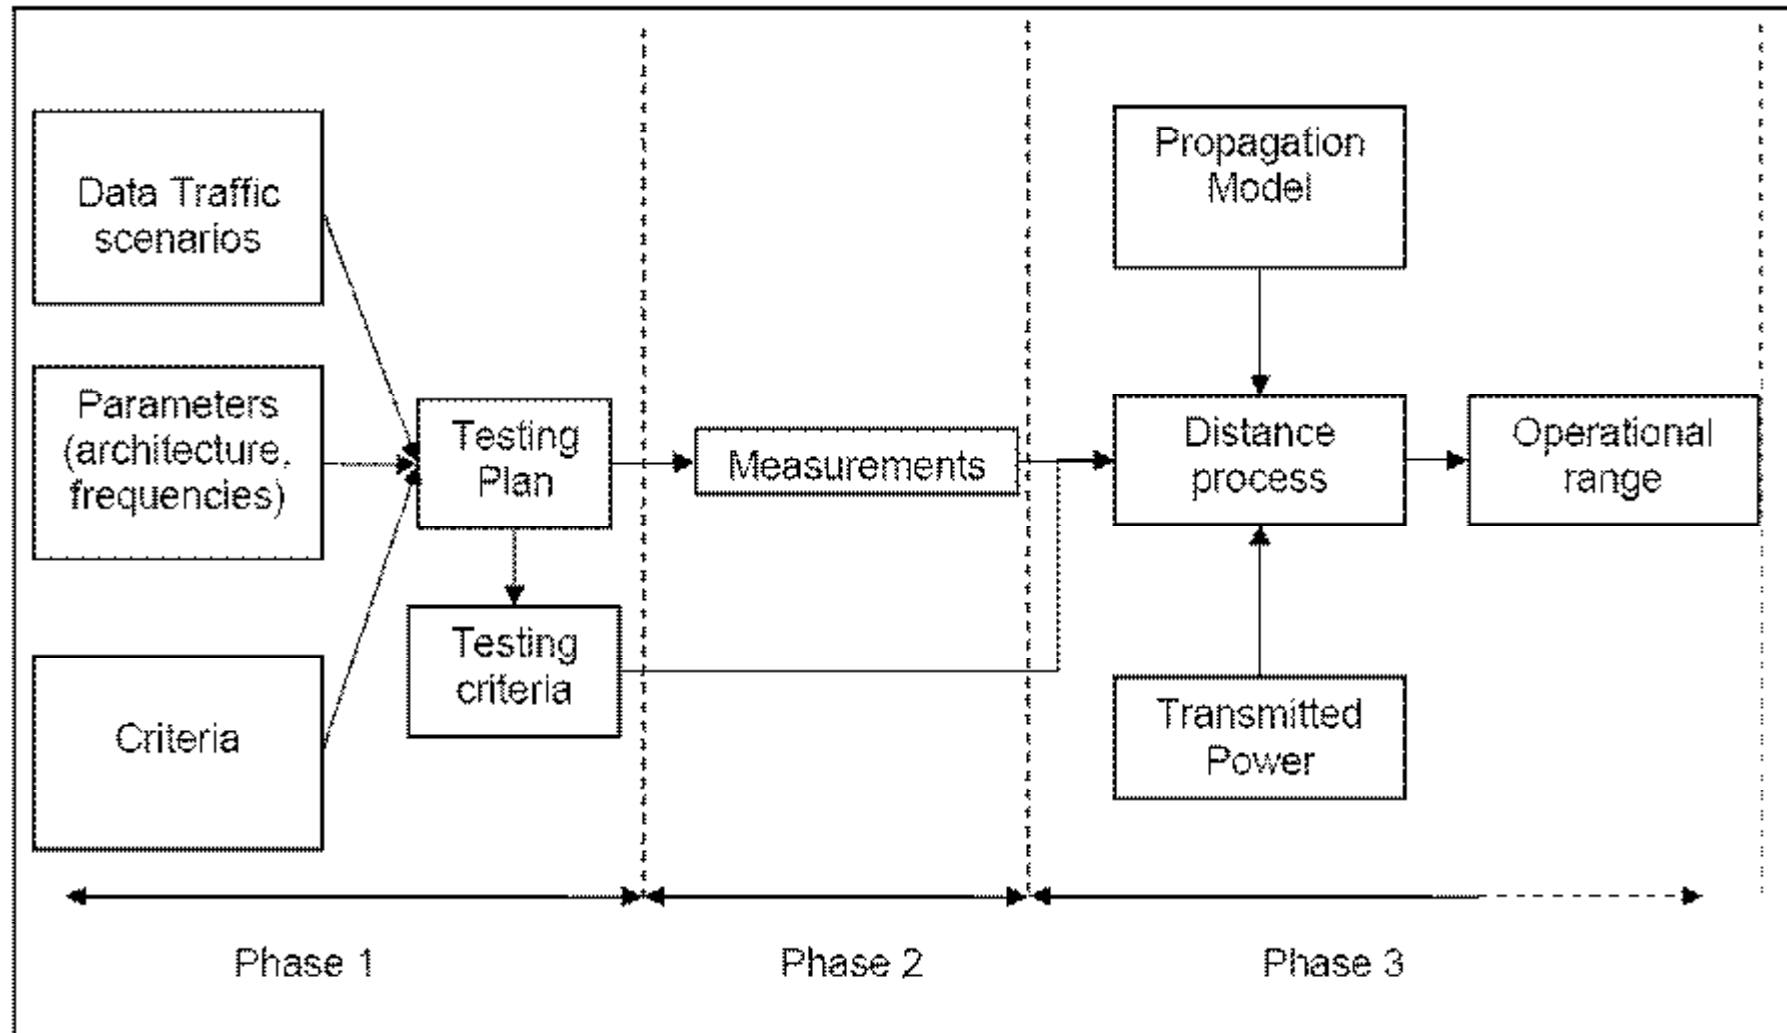 Data Traffic
scenarios
Parameters
(architecture,
frequencies)
Criteria
Testing
Plan
Testing
criteria
Measurements
Propagation
Model
Distance
process
Transmitted
Power
Operational
range
Phase 1
Phase 2
Phase 3